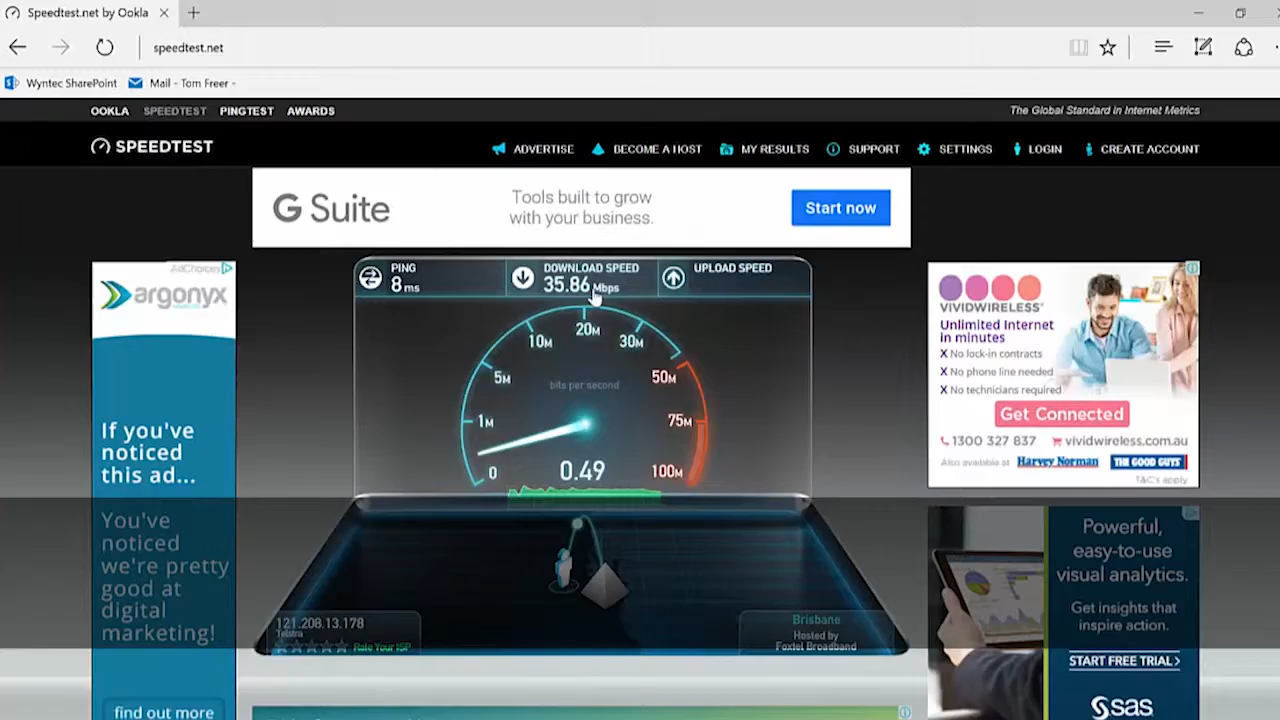 Speedtest.net by Ookla
speedtest.net
Wyntec SharePoint
Mail - Tom Freer -
OOKLA SPEEDTEST PINGTEST AWARDS
The Global Standard in Internet Metrics
SPEEDTEST
ADVERTISE BECOME A HOST MY RESULTS SUPPORT SETTINGS LOGIN CREATE ACCOUNT
G Suite
Tools built to grow
with your business.
Start now
AdChoices
argonyx
If you've
noticed
this ad...
You've
noticed
we're pretty
good at
digital
marketing!
find out more
PING
8 ms
DOWNLOAD SPEED
35.86 Mbps
UPLOAD SPEED
20M
10M
30M
5M
50M
bits per second
1M
75M
0
0.49
100M
121.208.13.178
Telstra
Rate Your ISP
Brisbane
Hosted by
Foxtel Broadband
VIVIDWIRELESS
Unlimited Internet
in minutes
X No lock-in contracts
X No phone line needed
X No technicians required
Get Connected
1300 327 837 vividwireless.com.au
Also available at Harvey Norman THE GOOD GUYS
T&C's apply
Powerful,
easy-to-use
visual analytics.
Get insights that
inspire action.
START FREE TRIAL
sas